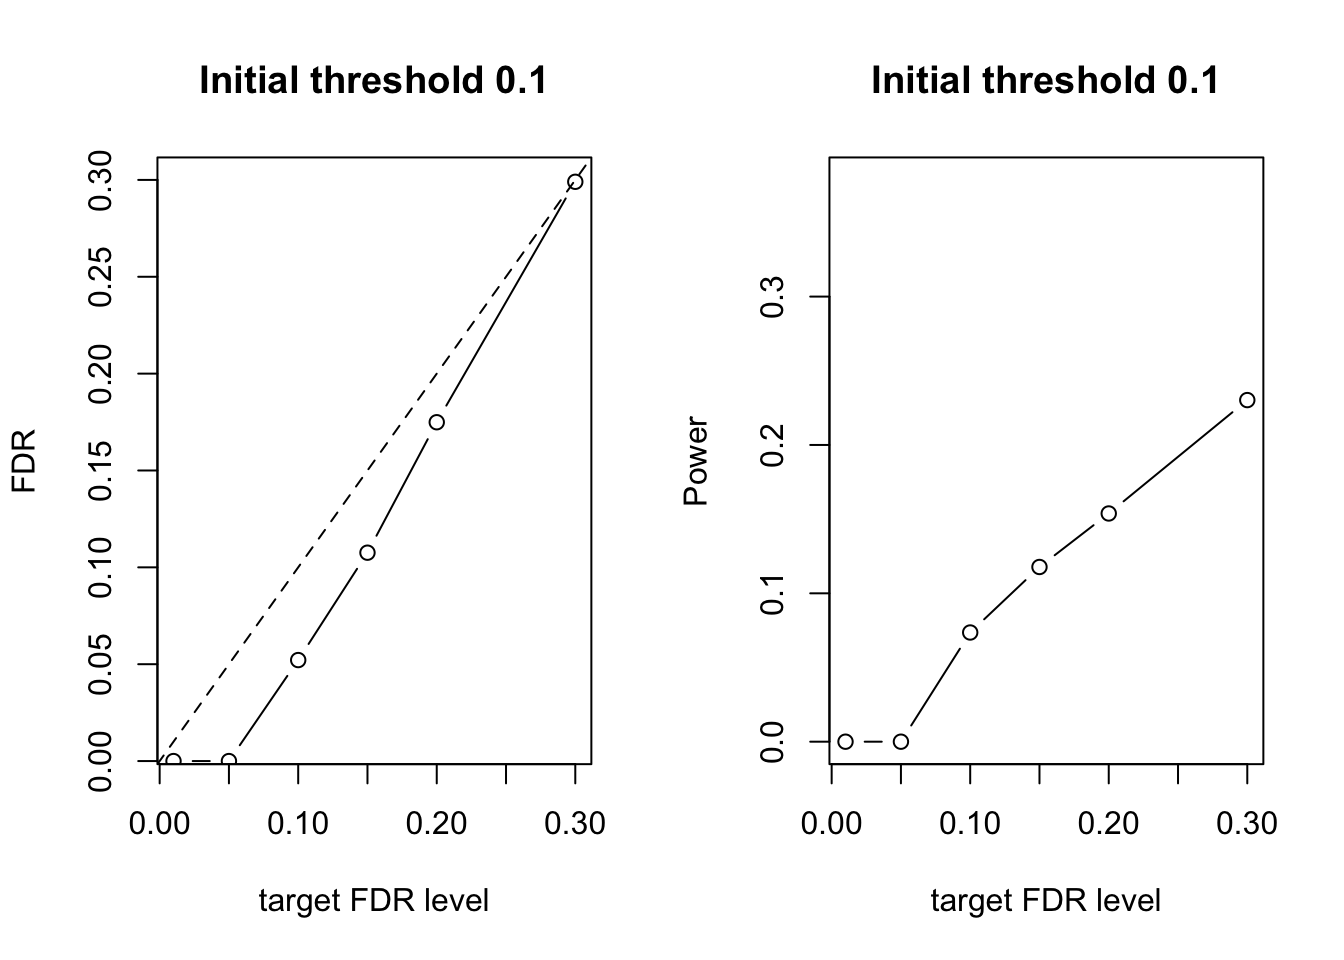 Initial threshold 0.1
FDR
0.30
0.25
0.20
0.15
0.10
0.05
0.00
0.00 0.10 0.20 0.30
target FDR level
Initial threshold 0.1
Power
0.3
0.2
0.1
0.0
0.00 0.10 0.20 0.30
target FDR level